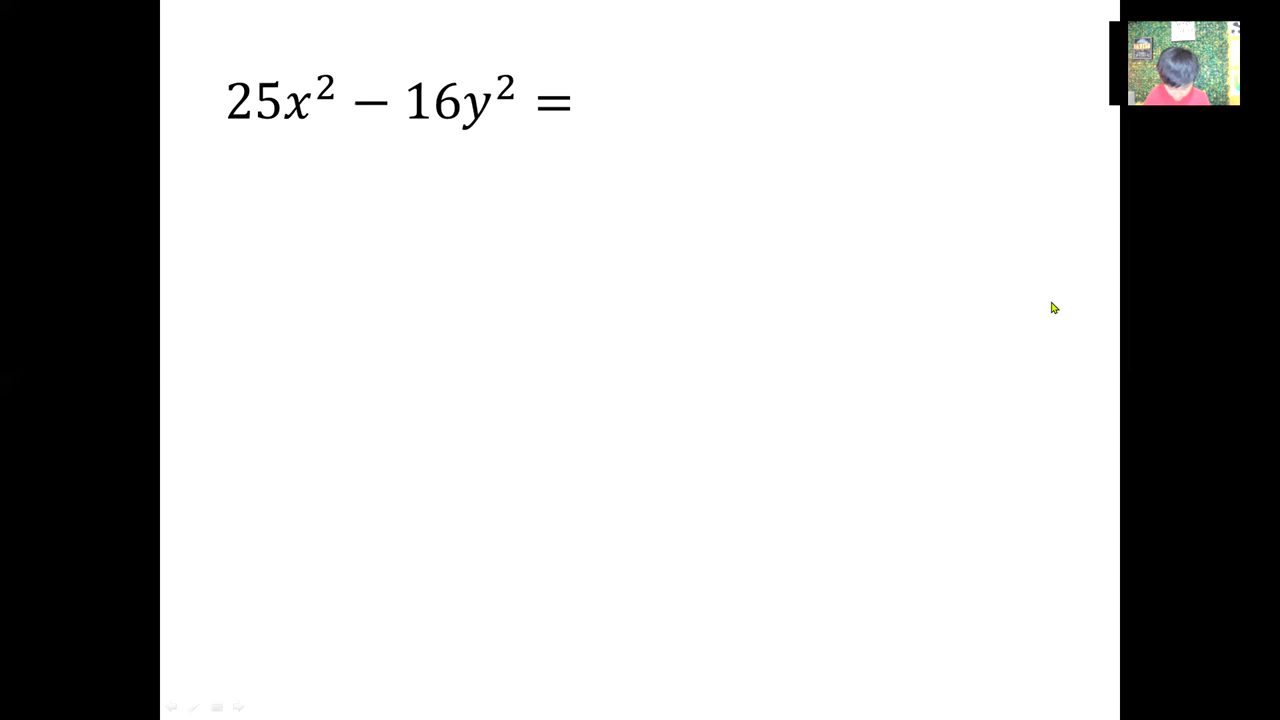 25x² − 16y² =